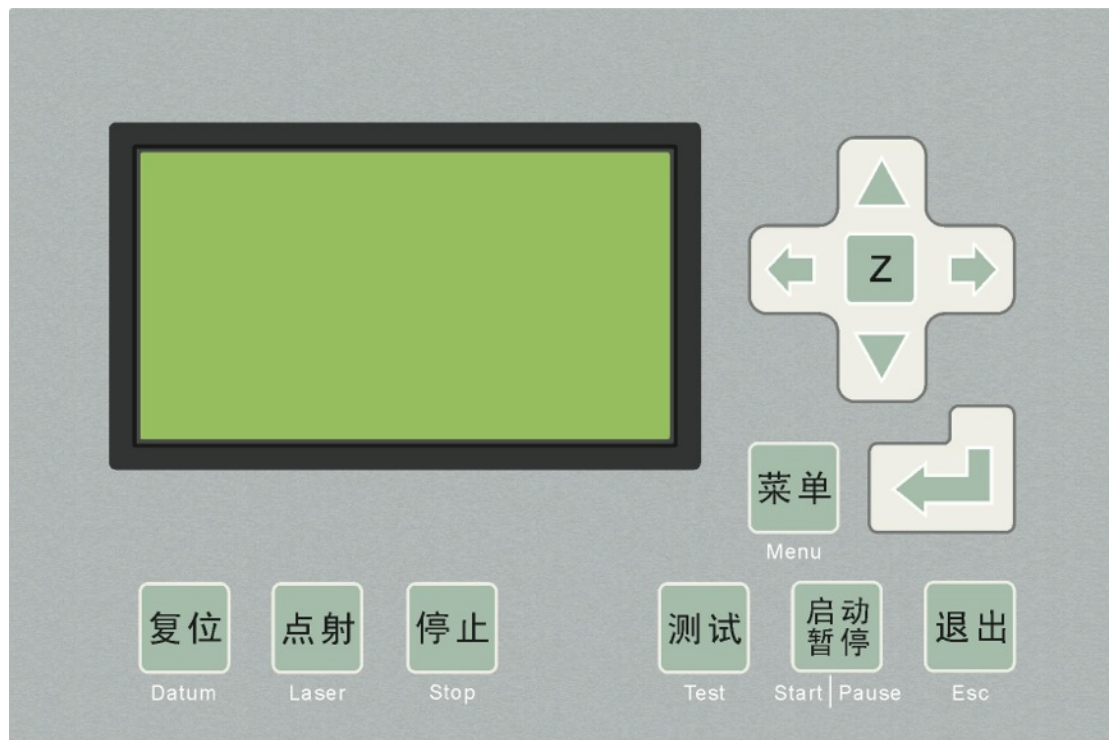 Z
菜单
Menu
复位
点射
停止
测试
启动
暂停
退出
Datum
Laser
Stop
Test
Start|Pause
Esc